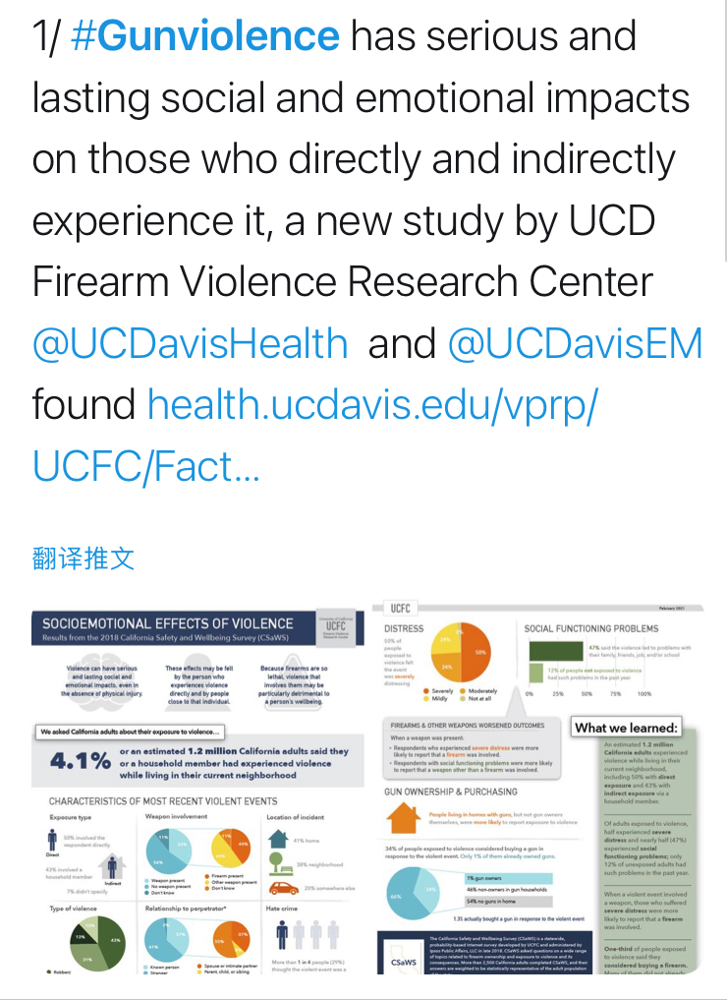 1/ #Gunviolence has serious and
lasting social and emotional impacts
on those who directly and indirectly
experience it, a new study by UCD
Firearm Violence Research Center
@UCDavisHealth and @UCDavisEM
found health.ucdavis.edu/vprp/
UCFC/Fact...
翻译推文
SOCIOEMOTIONAL EFFECTS OF VIOLENCE
Results from the 2018 California Safety and Wellbeing Survey (CSaWS)
UCFC
Violence can have serious
and lasting social and
emotional impacts, even in
the absence of physical injury.
These effects may be felt
by the person who
experiences violence
directly and by people
close to that individual.
Because firearms are so
lethal, violence that
involves them may be
particularly detrimental to
a person's wellbeing.
We asked California adults about their exposure to violence...
4.1%
or an estimated 1.2 million California adults said they
or a household member had experienced violence
while living in their current neighborhood
CHARACTERISTICS OF MOST RECENT VIOLENT EVENTS
Exposure type
50% involved the
respondent directly
Direct
43% involved a
household member
Indirect
7% didn't specify
Weapon involvement
Weapon present
No weapon present
Don't know
Firearm present
Other weapon present
Don't know
Location of incident
41% home
38% neighborhood
20% somewhere else
Type of violence
43%
21%
13%
Robbery
Relationship to perpetrator*
Known person
Stranger
Spouse or intimate partner
Parent, child, or sibling
Hate crime
More than 1 in 4 people (29%)
thought the violent event was a
UCFC
February 2021
DISTRESS
50% of
people
exposed to
violence felt
the event
was severely
distressing
50%
Severely
Moderately
Mildly
Not at all
SOCIAL FUNCTIONING PROBLEMS
47% said the violence led to problems with
their family, friends, job, and/or school
12% of people not exposed to violence
had such problems in the past year
0% 25% 50% 75% 100%
FIREARMS & OTHER WEAPONS WORSENED OUTCOMES
When a weapon was present:
• Respondents who experienced severe distress were more
likely to report that a firearm was involved.
• Respondents with social functioning problems were more likely
to report that a weapon other than a firearm was involved.
GUN OWNERSHIP & PURCHASING
People living in homes with guns, but not gun owners
themselves, were more likely to report exposure to violence
34% of people exposed to violence considered buying a gun in
response to the violent event. Only 1% of them already owned guns.
66%
34%
1% gun owners
46% non-owners in gun households
54% no guns in home
1.3% actually bought a gun in response to the violent event
CSaWS
The California Safety and Wellbeing Survey (CSaWS) is a statewide,
probability-based internet survey developed by UCFC and administered by
Ipsos Public Affairs, LLC in late 2018. CSaWS asked questions on a wide range
of topics related to firearm ownership and exposure to violence and its
consequences. More than 2,500 California adults completed CSaWS, and their
answers are weighted to be statistically representative of the adult population
What we learned:
An estimated 1.2 million
California adults experienced
violence while living in their
current neighborhood,
including 50% with direct
exposure and 43% with
indirect exposure via a
household member.
Of adults exposed to violence,
half experienced severe
distress and nearly half (47%)
experienced social
functioning problems; only
12% of unexposed adults had
such problems in the past year.
When a violent event involved
a weapon, those who suffered
severe distress were more
likely to report that a firearm
was involved.
One-third of people exposed
to violence said they
considered buying a firearm.